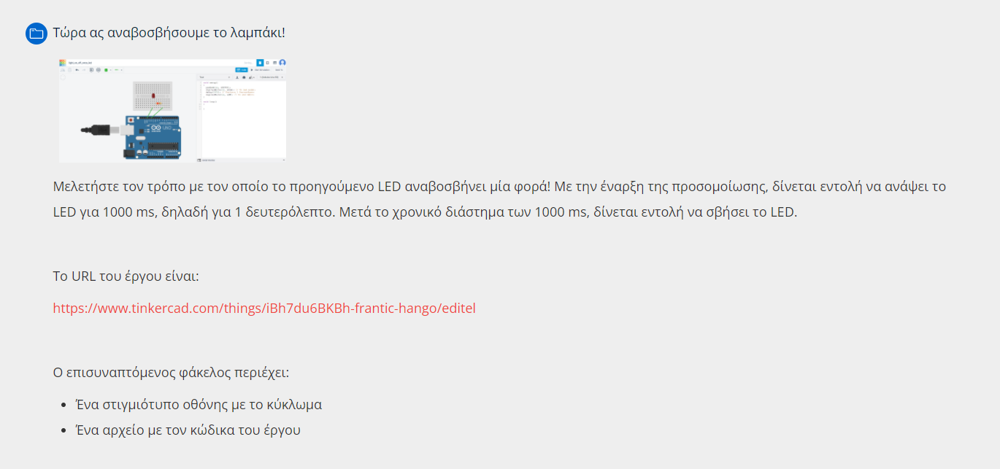 Τώρα ας αναβοσβήσουμε το λαμπάκι!
Μελετήστε τον τρόπο με τον οποίο το προηγούμενο LED αναβοσβήνει μία φορά! Με την έναρξη της προσομοίωσης, δίνεται εντολή να ανάψει το
LED για 1000 ms, δηλαδή για 1 δευτερόλεπτο. Μετά το χρονικό διάστημα των 1000 ms, δίνεται εντολή να σβήσει το LED.
Το URL του έργου είναι:
https://www.tinkercad.com/things/iBh7du6BKBh-frantic-hango/editel
Ο επισυναπτόμενος φάκελος περιέχει:
Ένα στιγμιότυπο οθόνης με το κύκλωμα
Ένα αρχείο με τον κώδικα του έργου